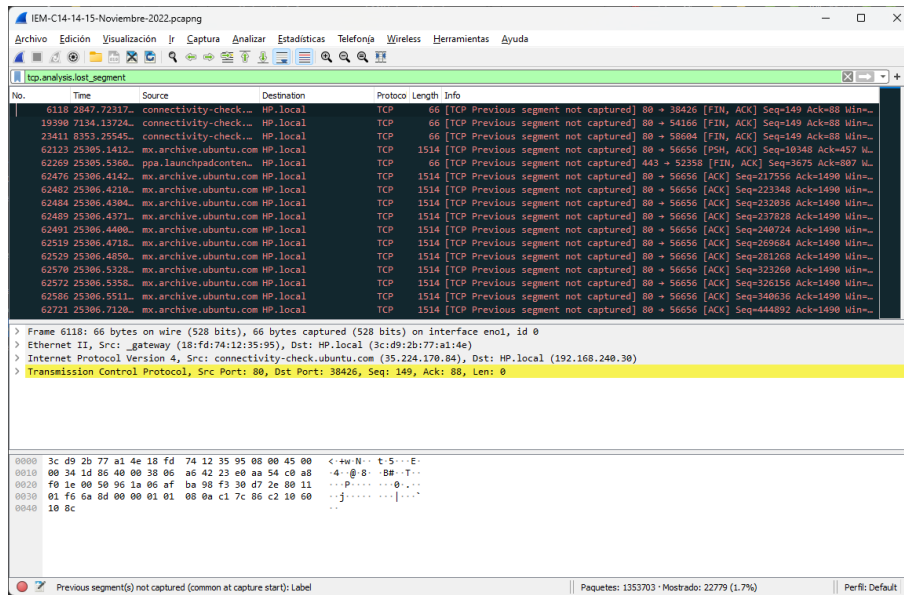 IEM-C14-14-15-Noviembre-2022.pcapng
Archivo Edición Visualización Ir Captura Analizar Estadísticas Telefonía Wireless Herramientas Ayuda
tcp.analysis.lost_segment
No. Time Source Destination Protoco Length Info
6118 2847.72317… connectivity-check.… HP.local TCP 66 [TCP Previous segment not captured] 80 → 38426 [FIN, ACK] Seq=149 Ack=88 Win=…
19390 7134.13724… connectivity-check.… HP.local TCP 66 [TCP Previous segment not captured] 80 → 54166 [FIN, ACK] Seq=149 Ack=88 Win=…
23411 8353.25545… connectivity-check.… HP.local TCP 66 [TCP Previous segment not captured] 80 → 58604 [FIN, ACK] Seq=149 Ack=88 Win=…
62123 25305.1412… mx.archive.ubuntu.com HP.local TCP 1514 [TCP Previous segment not captured] 80 → 56656 [PSH, ACK] Seq=10348 Ack=457 W…
62269 25305.5360… ppa.launchpadconten… HP.local TCP 66 [TCP Previous segment not captured] 443 → 52358 [FIN, ACK] Seq=3675 Ack=807 W…
62476 25306.4142… mx.archive.ubuntu.com HP.local TCP 1514 [TCP Previous segment not captured] 80 → 56656 [ACK] Seq=217556 Ack=1490 Win=…
62482 25306.4210… mx.archive.ubuntu.com HP.local TCP 1514 [TCP Previous segment not captured] 80 → 56656 [ACK] Seq=223348 Ack=1490 Win=…
62484 25306.4304… mx.archive.ubuntu.com HP.local TCP 1514 [TCP Previous segment not captured] 80 → 56656 [ACK] Seq=232036 Ack=1490 Win=…
62489 25306.4371… mx.archive.ubuntu.com HP.local TCP 1514 [TCP Previous segment not captured] 80 → 56656 [ACK] Seq=237828 Ack=1490 Win=…
62491 25306.4400… mx.archive.ubuntu.com HP.local TCP 1514 [TCP Previous segment not captured] 80 → 56656 [ACK] Seq=240724 Ack=1490 Win=…
62519 25306.4718… mx.archive.ubuntu.com HP.local TCP 1514 [TCP Previous segment not captured] 80 → 56656 [ACK] Seq=269684 Ack=1490 Win=…
62529 25306.4850… mx.archive.ubuntu.com HP.local TCP 1514 [TCP Previous segment not captured] 80 → 56656 [ACK] Seq=281268 Ack=1490 Win=…
62570 25306.5328… mx.archive.ubuntu.com HP.local TCP 1514 [TCP Previous segment not captured] 80 → 56656 [ACK] Seq=323260 Ack=1490 Win=…
62572 25306.5358… mx.archive.ubuntu.com HP.local TCP 1514 [TCP Previous segment not captured] 80 → 56656 [ACK] Seq=326156 Ack=1490 Win=…
62586 25306.5511… mx.archive.ubuntu.com HP.local TCP 1514 [TCP Previous segment not captured] 80 → 56656 [ACK] Seq=340636 Ack=1490 Win=…
62721 25306.7120… mx.archive.ubuntu.com HP.local TCP 1514 [TCP Previous segment not captured] 80 → 56656 [ACK] Seq=444892 Ack=1490 Win=…
> Frame 6118: 66 bytes on wire (528 bits), 66 bytes captured (528 bits) on interface eno1, id 0
> Ethernet II, Src: _gateway (18:fd:74:12:35:95), Dst: HP.local (3c:d9:2b:77:a1:4e)
> Internet Protocol Version 4, Src: connectivity-check.ubuntu.com (35.224.170.84), Dst: HP.local (192.168.240.30)
> Transmission Control Protocol, Src Port: 80, Dst Port: 38426, Seq: 149, Ack: 88, Len: 0
0000 3c d9 2b 77 a1 4e 18 fd 74 12 35 95 08 00 45 00 <·+w·N·· t·5···E·
0010 00 34 1d 86 40 00 38 06 a6 42 23 e0 aa 54 c0 a8 ·4··@·8· ·B#··T··
0020 f0 1e 00 50 96 1a 06 af ba 98 f3 30 d7 2e 80 11 ···P···· ···0·.··
0030 01 f6 6a 8d 00 00 01 01 08 0a c1 7c 86 c2 10 60 ··j····· ···|···`
0040 10 8c ··
Previous segment(s) not captured (common at capture start): Label
Paquetes: 1353703 · Mostrado: 22779 (1.7%)
Perfil: Default